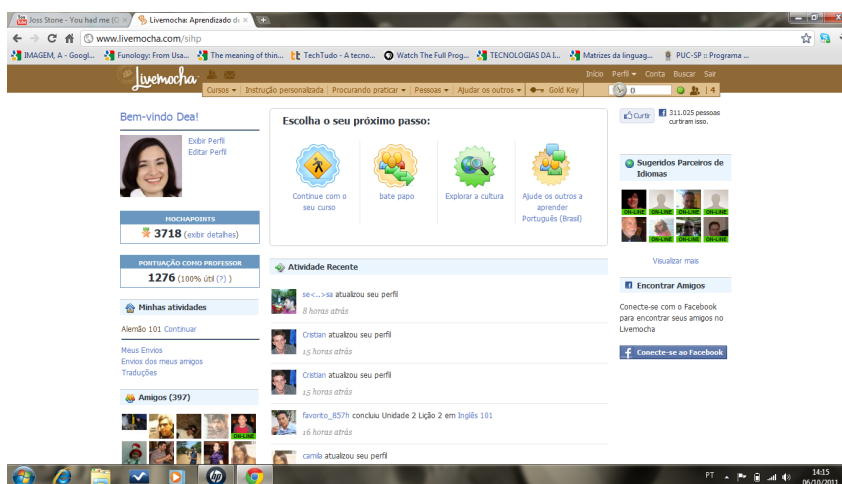 Joss Stone - You had me (C
Livemocha: Aprendizado de
www.livemocha.com/sihp
IMAGEM, A - Googl...
Funology: From Usa...
The meaning of thin...
TechTudo - A tecno...
Watch The Full Prog...
TECNOLOGIAS DA I...
Matrizes da linguag...
PUC-SP :: Programa ...
Livemocha
Início Perfil Conta Buscar Sair
Cursos Instrução personalizada Procurando praticar Pessoas Ajudar os outros Gold Key
0
4
Bem-vindo Dea!
Exibir Perfil
Editar Perfil
MOCHAPOINTS
3718 (exibir detalhes)
PONTUAÇÃO COMO PROFESSOR
1276 (100% útil (?) )
Minhas atividades
Alemão 101 Continuar
Meus Envios
Envios dos meus amigos
Traduções
Amigos (397)
ON-LINE
Escolha o seu próximo passo:
Continue com o
seu curso
bate papo
Explorar a cultura
Ajude os outros a
aprender
Português (Brasil)
Atividade Recente
se<..>sa atualizou seu perfil
8 horas atrás
Cristian atualizou seu perfil
15 horas atrás
Cristian atualizou seu perfil
15 horas atrás
favorito_857h concluiu Unidade 2 Lição 2 em Inglês 101
16 horas atrás
camila atualizou seu perfil
Curtir
311.025 pessoas
curtiram isso.
Sugeridos Parceiros de
Idiomas
ON-LINE ON-LINE ON-LINE ON-LINE
ON-LINE ON-LINE ON-LINE
Visualizar mais
Encontrar Amigos
Conecte-se com o Facebook
para encontrar seus amigos no
Livemocha
Conecte-se ao Facebook
hp
PT
14:15
06/10/2011